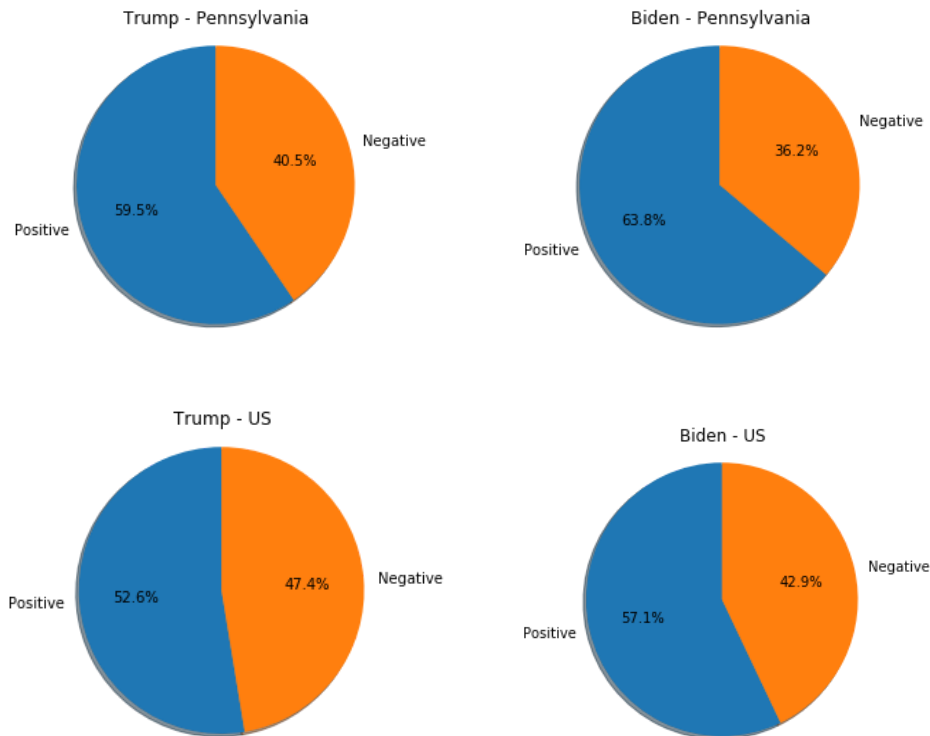 Trump - Pennsylvania
Negative
40.5%
59.5%
Positive
Biden - Pennsylvania
Negative
36.2%
63.8%
Positive
Trump - US
Negative
47.4%
52.6%
Positive
Biden - US
Negative
42.9%
57.1%
Positive